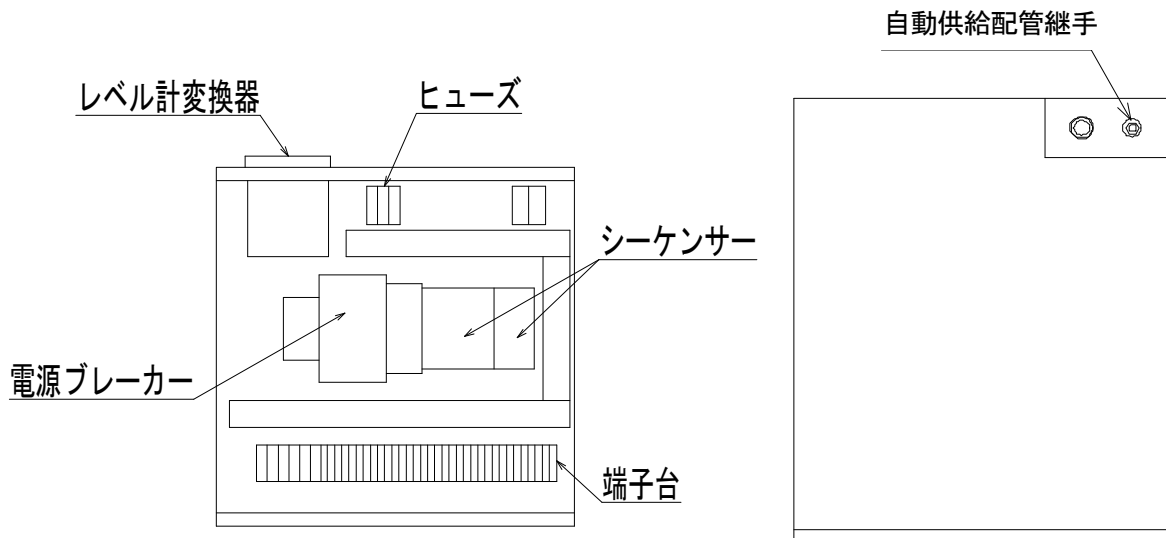 自動供給配管継手
レベル計変換器
ヒューズ
シーケンサー
電源ブレーカー
端子台